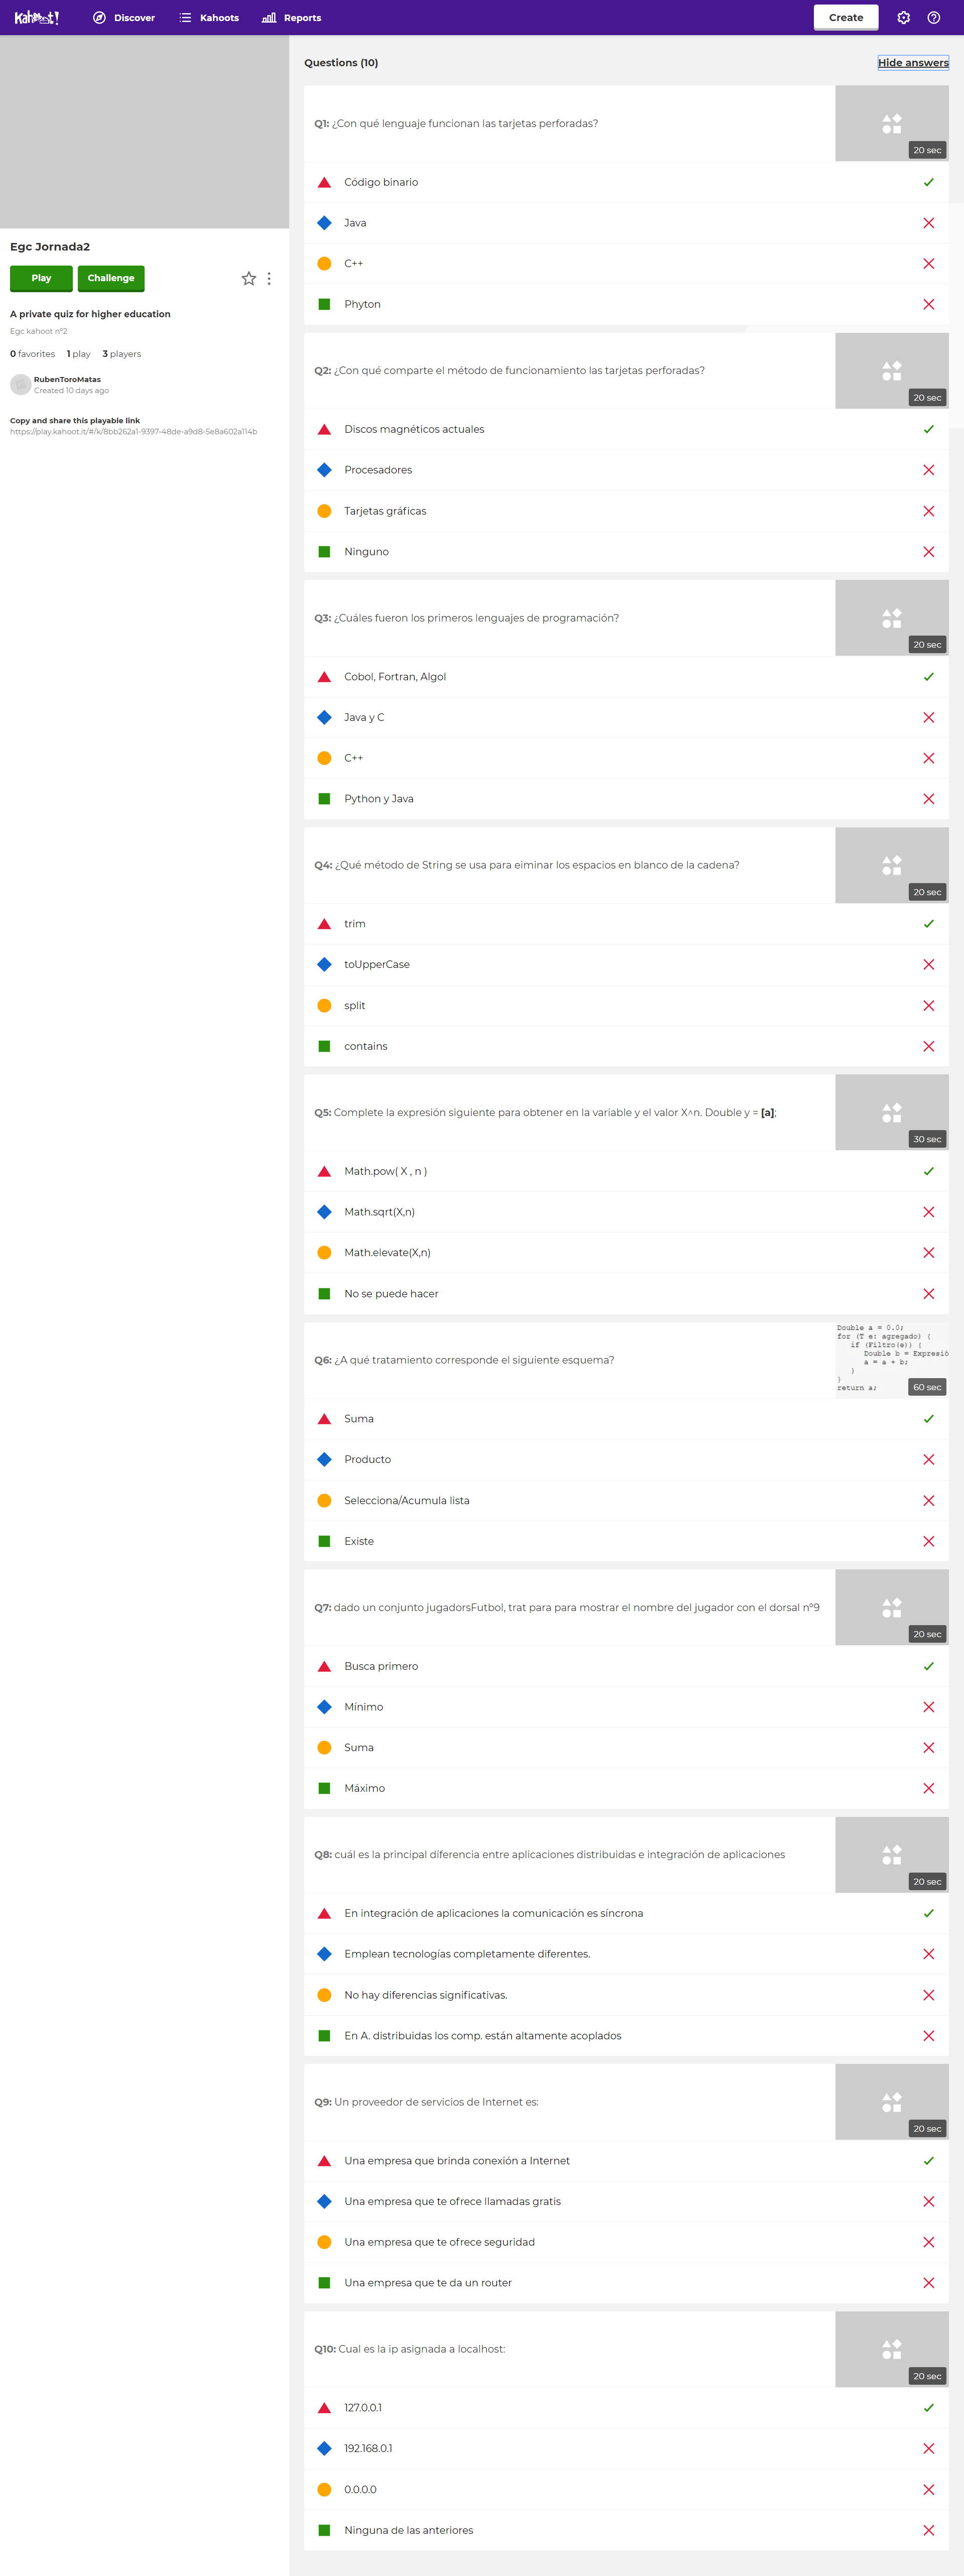 Kahoot!
Discover
Kahoots
Reports
Create
Egc Jornada2
Play
Challenge
A private quiz for higher education
Egc kahoot nº2
0 favorites 1 play 3 players
RubenToroMatas
Created 10 days ago
Copy and share this playable link
https://play.kahoot.it/#/k/8bb262a1-9397-48de-a9d8-5e8a602a114b
Questions (10)
Hide answers
Q1: ¿Con qué lenguaje funcionan las tarjetas perforadas?
20 sec
Código binario
Java
C++
Phyton
Q2: ¿Con qué comparte el método de funcionamiento las tarjetas perforadas?
20 sec
Discos magnéticos actuales
Procesadores
Tarjetas gráficas
Ninguno
Q3: ¿Cuáles fueron los primeros lenguajes de programación?
20 sec
Cobol, Fortran, Algol
Java y C
C++
Python y Java
Q4: ¿Qué método de String se usa para eiminar los espacios en blanco de la cadena?
20 sec
trim
toUpperCase
split
contains
Q5: Complete la expresión siguiente para obtener en la variable y el valor X^n. Double y = [a];
30 sec
Math.pow( X , n )
Math.sqrt(X,n)
Math.elevate(X,n)
No se puede hacer
Q6: ¿A qué tratamiento corresponde el siguiente esquema?
Double a = 0.0;
for (T e: agregado) {
if (Filtro(e)) {
Double b = Expresió
a = a + b;
}
}
return a;
60 sec
Suma
Producto
Selecciona/Acumula lista
Existe
Q7: dado un conjunto jugadorsFutbol, trat para para mostrar el nombre del jugador con el dorsal nº9
20 sec
Busca primero
Mínimo
Suma
Máximo
Q8: cuál es la principal diferencia entre aplicaciones distribuidas e integración de aplicaciones
20 sec
En integración de aplicaciones la comunicación es síncrona
Emplean tecnologías completamente diferentes.
No hay diferencias significativas.
En A. distribuidas los comp. están altamente acoplados
Q9: Un proveedor de servicios de Internet es:
20 sec
Una empresa que brinda conexión a Internet
Una empresa que te ofrece llamadas gratis
Una empresa que te ofrece seguridad
Una empresa que te da un router
Q10: Cual es la ip asignada a localhost:
20 sec
127.0.0.1
192.168.0.1
0.0.0.0
Ninguna de las anteriores